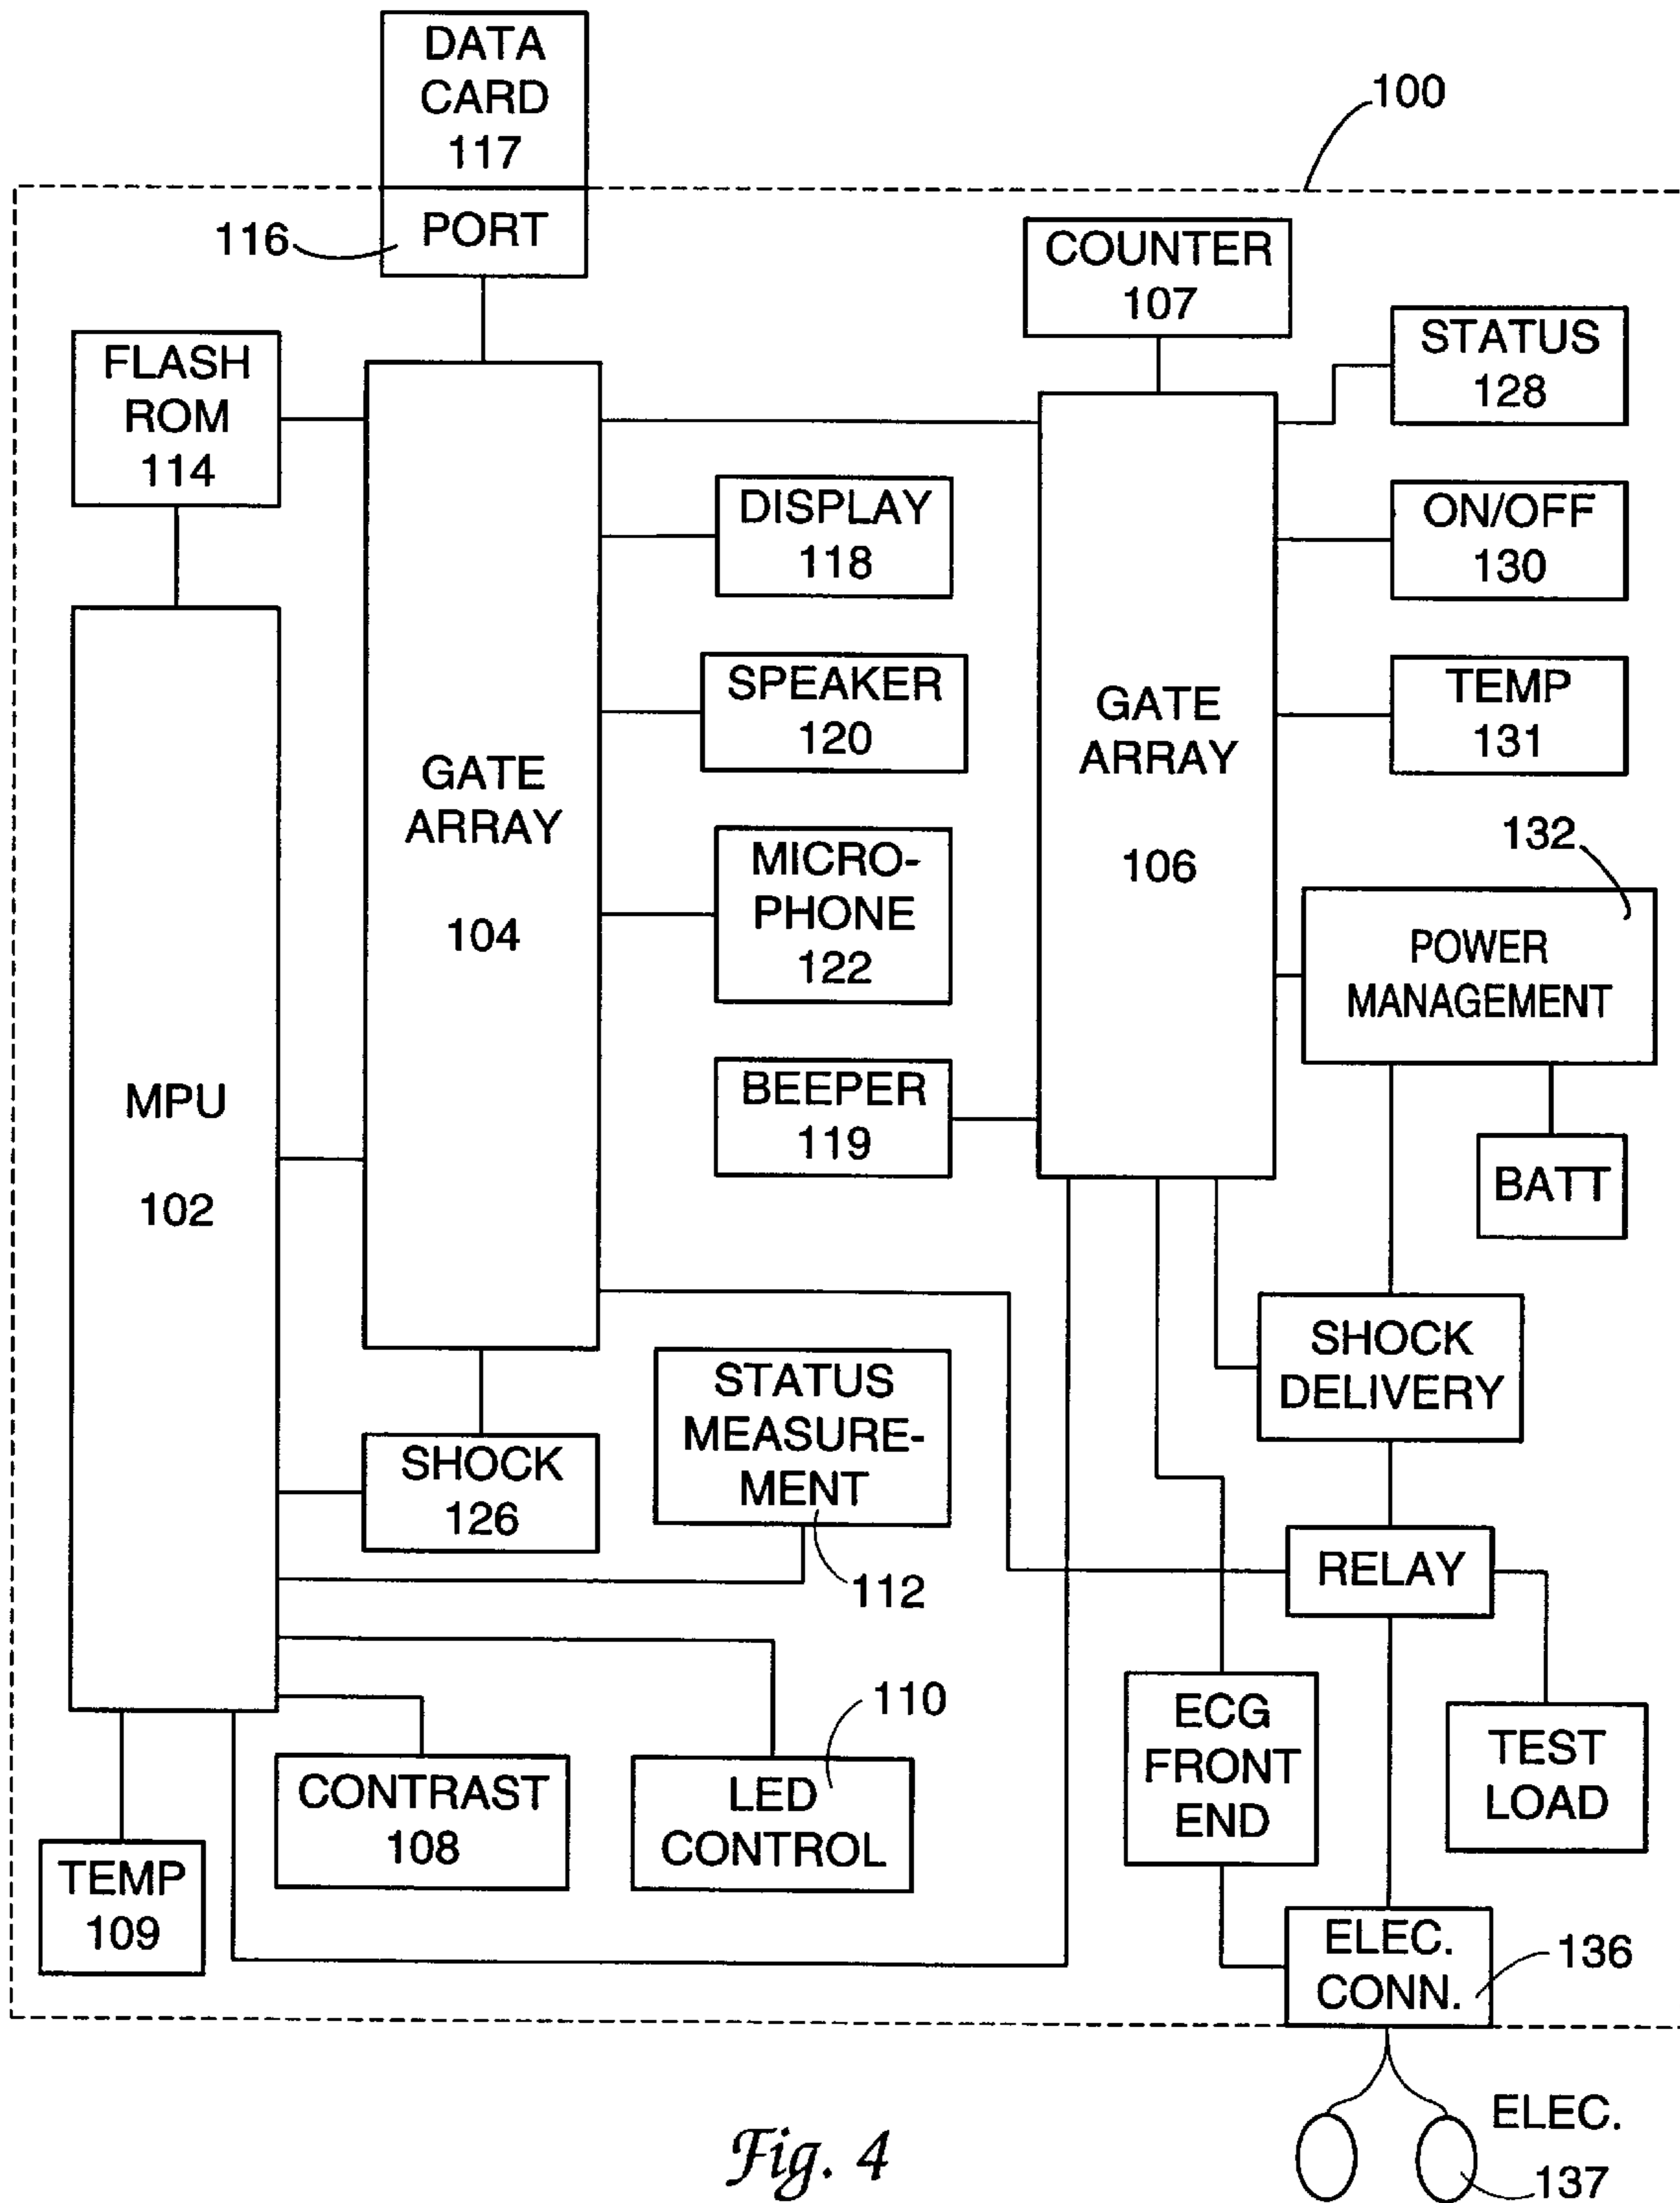 DATA
CARD
117
100
116
PORT
COUNTER
107
FLASH
ROM
114
STATUS
128
DISPLAY
118
ON/OFF
130
SPEAKER
120
GATE
ARRAY
106
TEMP
131
GATE
ARRAY
104
MICRO-
PHONE
122
132
POWER
MANAGEMENT
MPU
102
BEEPER
119
BATT
SHOCK
DELIVERY
STATUS
MEASURE-
MENT
112
SHOCK
126
RELAY
110
ECG
FRONT
END
TEST
LOAD
CONTRAST
108
LED
CONTROL
TEMP
109
ELEC.
CONN.
136
ELEC.
137
Fig. 4